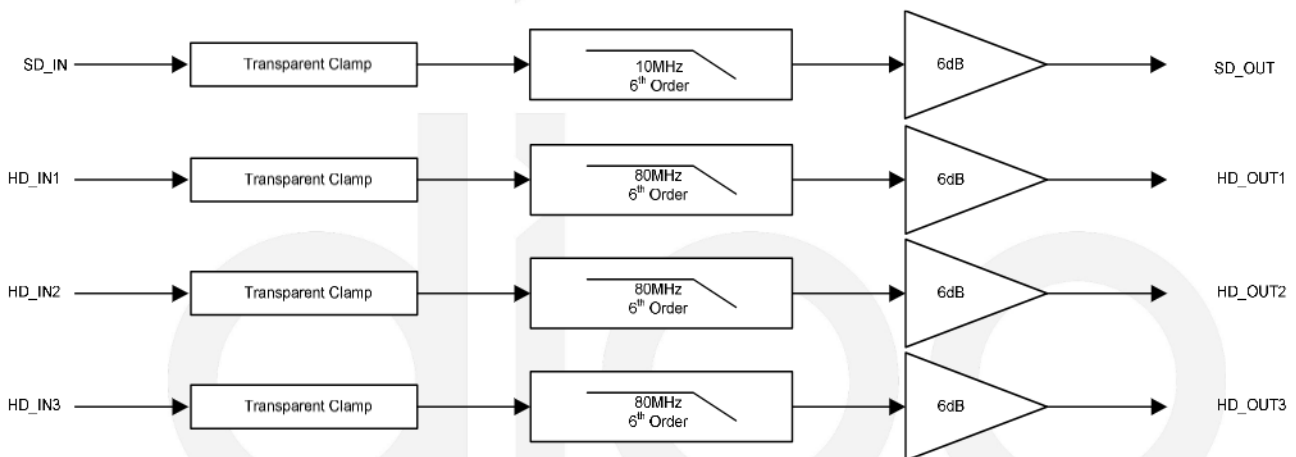 SD_IN
Transparent Clamp
10MHz
6th Order
6dB
SD_OUT
HD_IN1
Transparent Clamp
80MHz
6th Order
6dB
HD_OUT1
HD_IN2
Transparent Clamp
80MHz
6th Order
6dB
HD_OUT2
HD_IN3
Transparent Clamp
80MHz
6th Order
6dB
HD_OUT3